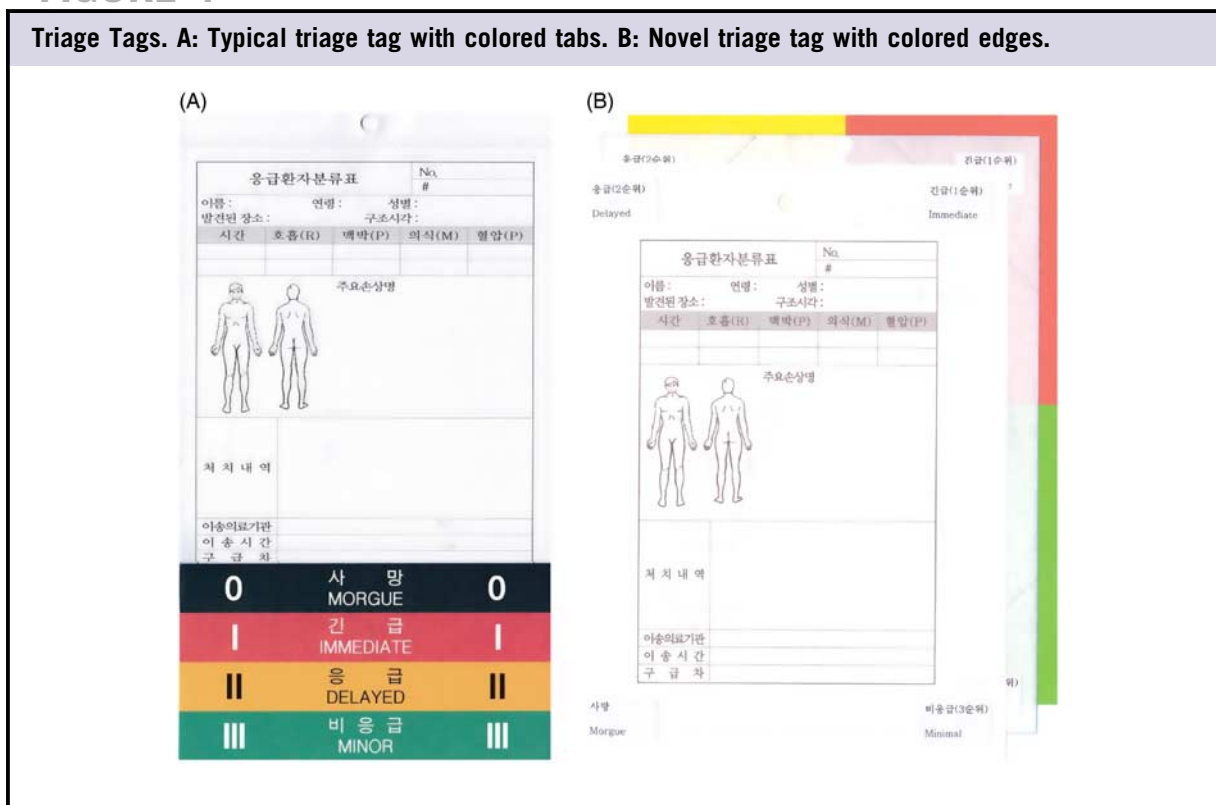 Triage Tags. A: Typical triage tag with colored tabs. B: Novel triage tag with colored edges.
(A)
응급환자분류표
No.
#
이름 : 연령 : 성별 :
발견된 장소 : 구조시각 :
시간 호흡(R) 맥박(P) 의식(M) 혈압(P)
주요손상명
처 치 내 역
이송의료기관
이 송 시 간
구 급 차
0 사 망 0
MORGUE
I 긴 급 I
IMMEDIATE
II 응 급 II
DELAYED
III 비 응 급 III
MINOR
(B)
응급(2순위) 긴급(1순위)
응급(2순위) 긴급(1순위)
Delayed Immediate
응급환자분류표
No.
#
이름 : 연령 : 성별 :
발견된 장소 : 구조시각 :
시간 호흡(R) 맥박(P) 의식(M) 혈압(P)
주요손상명
처 치 내 역
이송의료기관
이 송 시 간
구 급 차
위)
사망 비응급(3순위)
Morgue Minimal